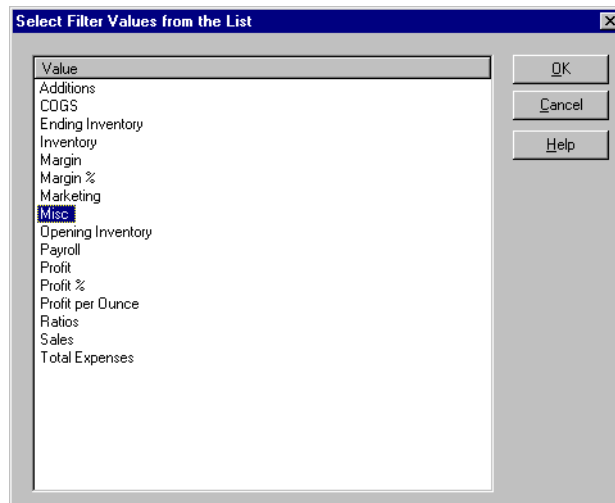 Select Filter Values from the List
Value
Additions
COGS
Ending Inventory
Inventory
Margin
Margin %
Marketing
Misc
Opening Inventory
Payroll
Profit
Profit %
Profit per Ounce
Ratios
Sales
Total Expenses
OK
Cancel
Help